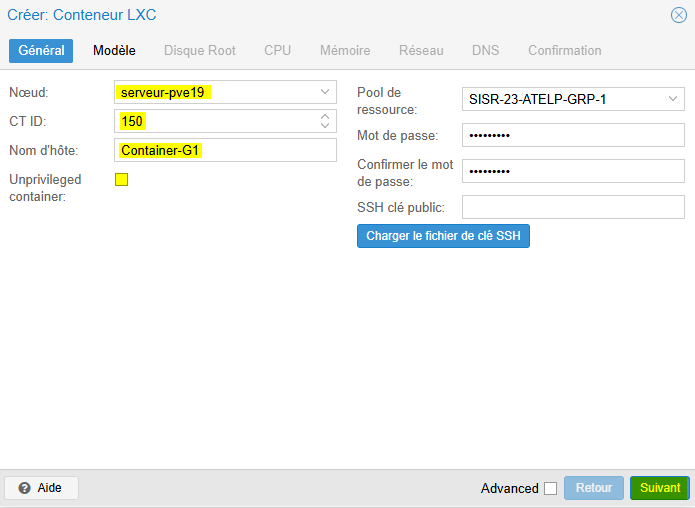 Créer: Conteneur LXC
Général Modèle Disque Root CPU Mémoire Réseau DNS Confirmation
Nœud: serveur-pve19
CT ID: 150
Nom d'hôte: Container-G1
Unprivileged
container:
Pool de
ressource: SISR-23-ATELP-GRP-1
Mot de passe: •••••••••
Confirmer le mot
de passe: •••••••••
SSH clé public:
Charger le fichier de clé SSH
Aide Advanced Retour Suivant